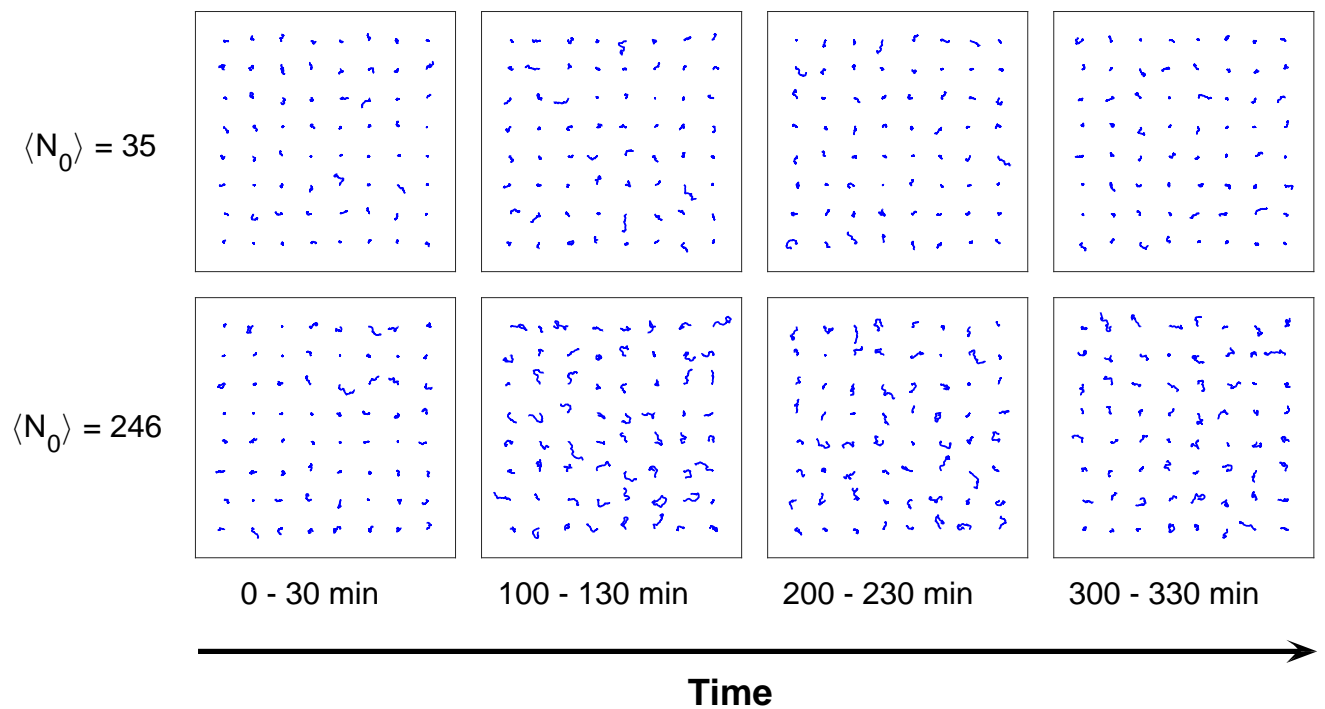 ⟨N₀⟩ = 35
⟨N₀⟩ = 246
0 - 30 min
100 - 130 min
200 - 230 min
300 - 330 min
Time